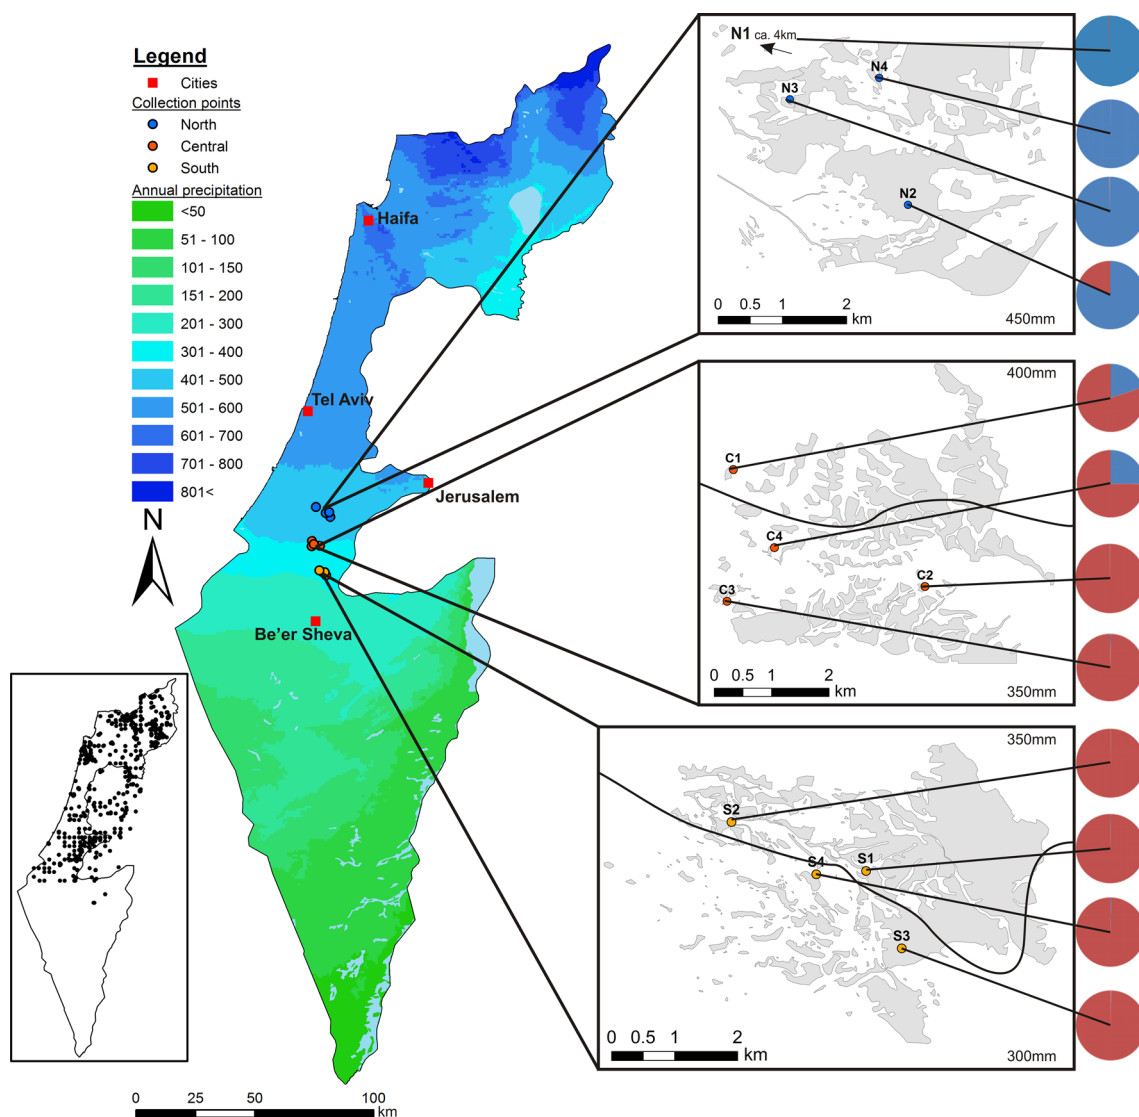 Legend
Cities
Collection points
North
Central
South
Annual precipitation
<50
51 - 100
101 - 150
151 - 200
201 - 300
301 - 400
401 - 500
501 - 600
601 - 700
701 - 800
801<
N
Haifa
Tel Aviv
Jerusalem
Be'er Sheva
0 25 50 100
km
N1 ca. 4km
N4
N3
N2
0 0.5 1 2
km
450mm
400mm
C1
C4
C2
C3
0 0.5 1 2
km
350mm
350mm
S2
S4
S1
S3
0 0.5 1 2
km
300mm